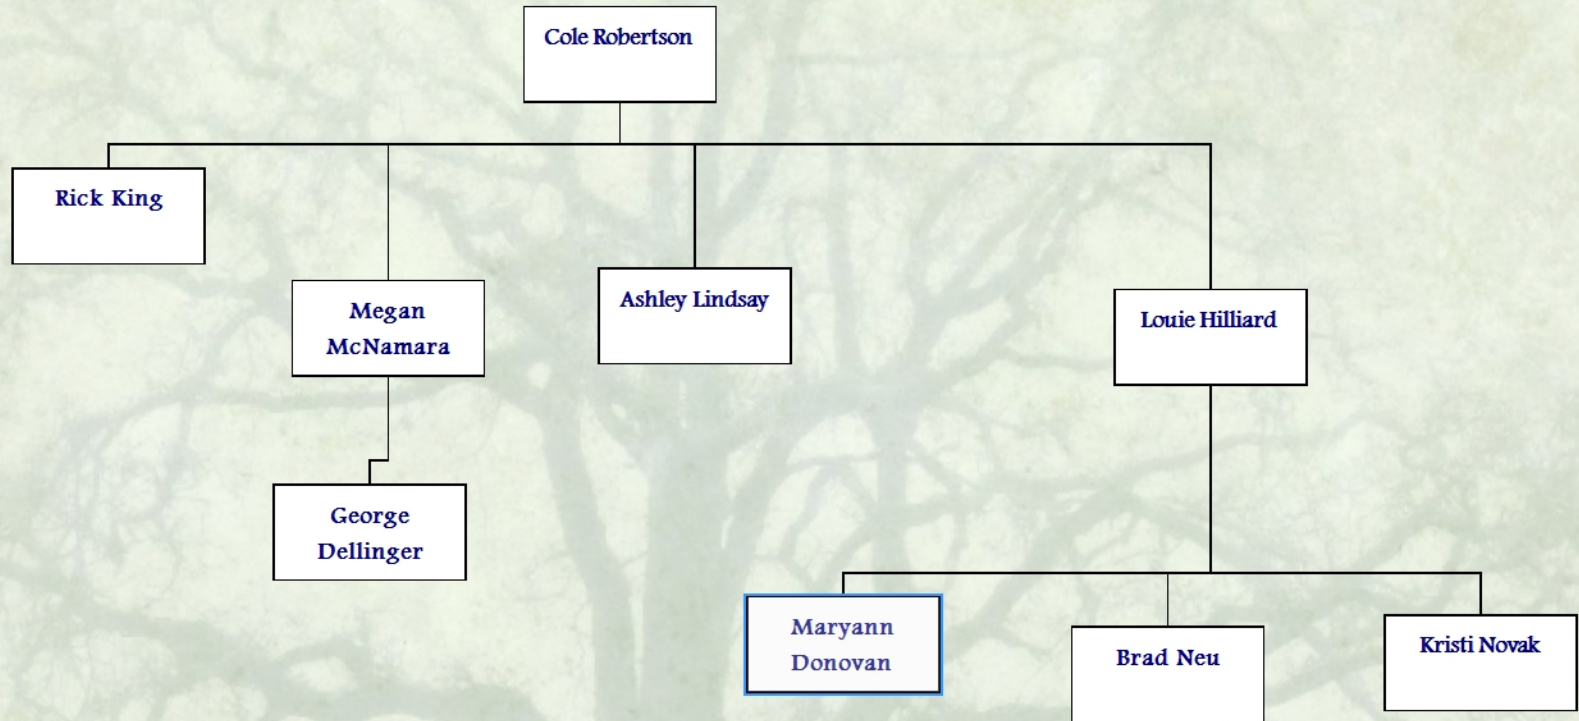 Cole Robertson
Rick King
Megan
McNamara
Ashley Lindsay
Louie Hilliard
George
Dellinger
Maryann
Donovan
Brad Neu
Kristi Novak